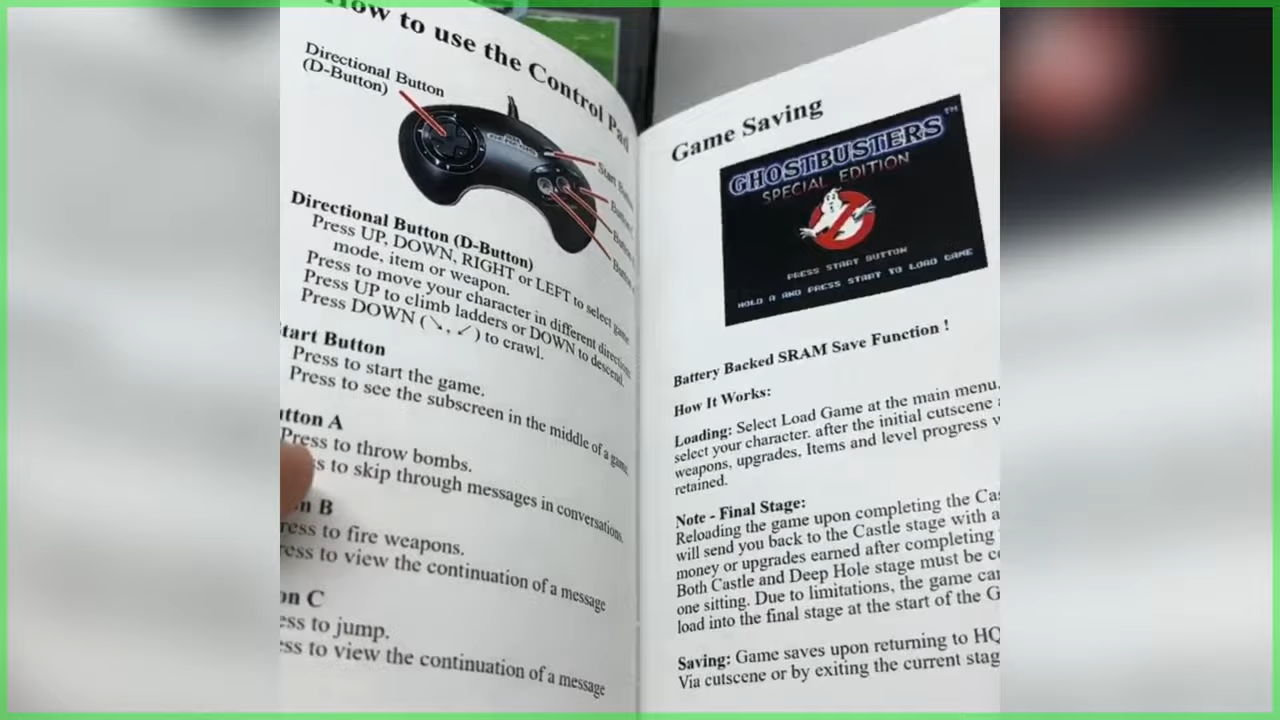 How to use the Control Pad
Directional Button
(D-Button)
Start
Directional Button (D-Button)
Press UP, DOWN, RIGHT or LEFT to select game
mode, item or weapon.
Press to move your character in different
Press UP to climb ladders or DOWN to descend.
Press DOWN (↘, ↙) to crawl.
tart Button
Press to start the game.
Press to see the subscreen in the middle of a game.
utton A
Press to throw bombs.
ss to skip through messages in conversations.
on B
ress to fire weapons.
ress to view the continuation of a message
on C
ess to jump.
ess to view the continuation of a message
Game Saving
GHOSTBUSTERS™
SPECIAL EDITION
PRESS START BUTTON
HOLD A AND PRESS START TO LOAD GAME
Battery Backed SRAM Save Function !
How It Works:
Loading: Select Load Game at the main menu.
select your character. after the initial cutscene
weapons, upgrades, Items and level progress
retained.
Note - Final Stage:
Reloading the game upon completing the Cas
will send you back to the Castle stage with a
money or upgrades earned after completing
Both Castle and Deep Hole stage must be c
one sitting. Due to limitations, the game can
load into the final stage at the start of the G
Saving: Game saves upon returning to HQ
Via cutscene or by exiting the current stag